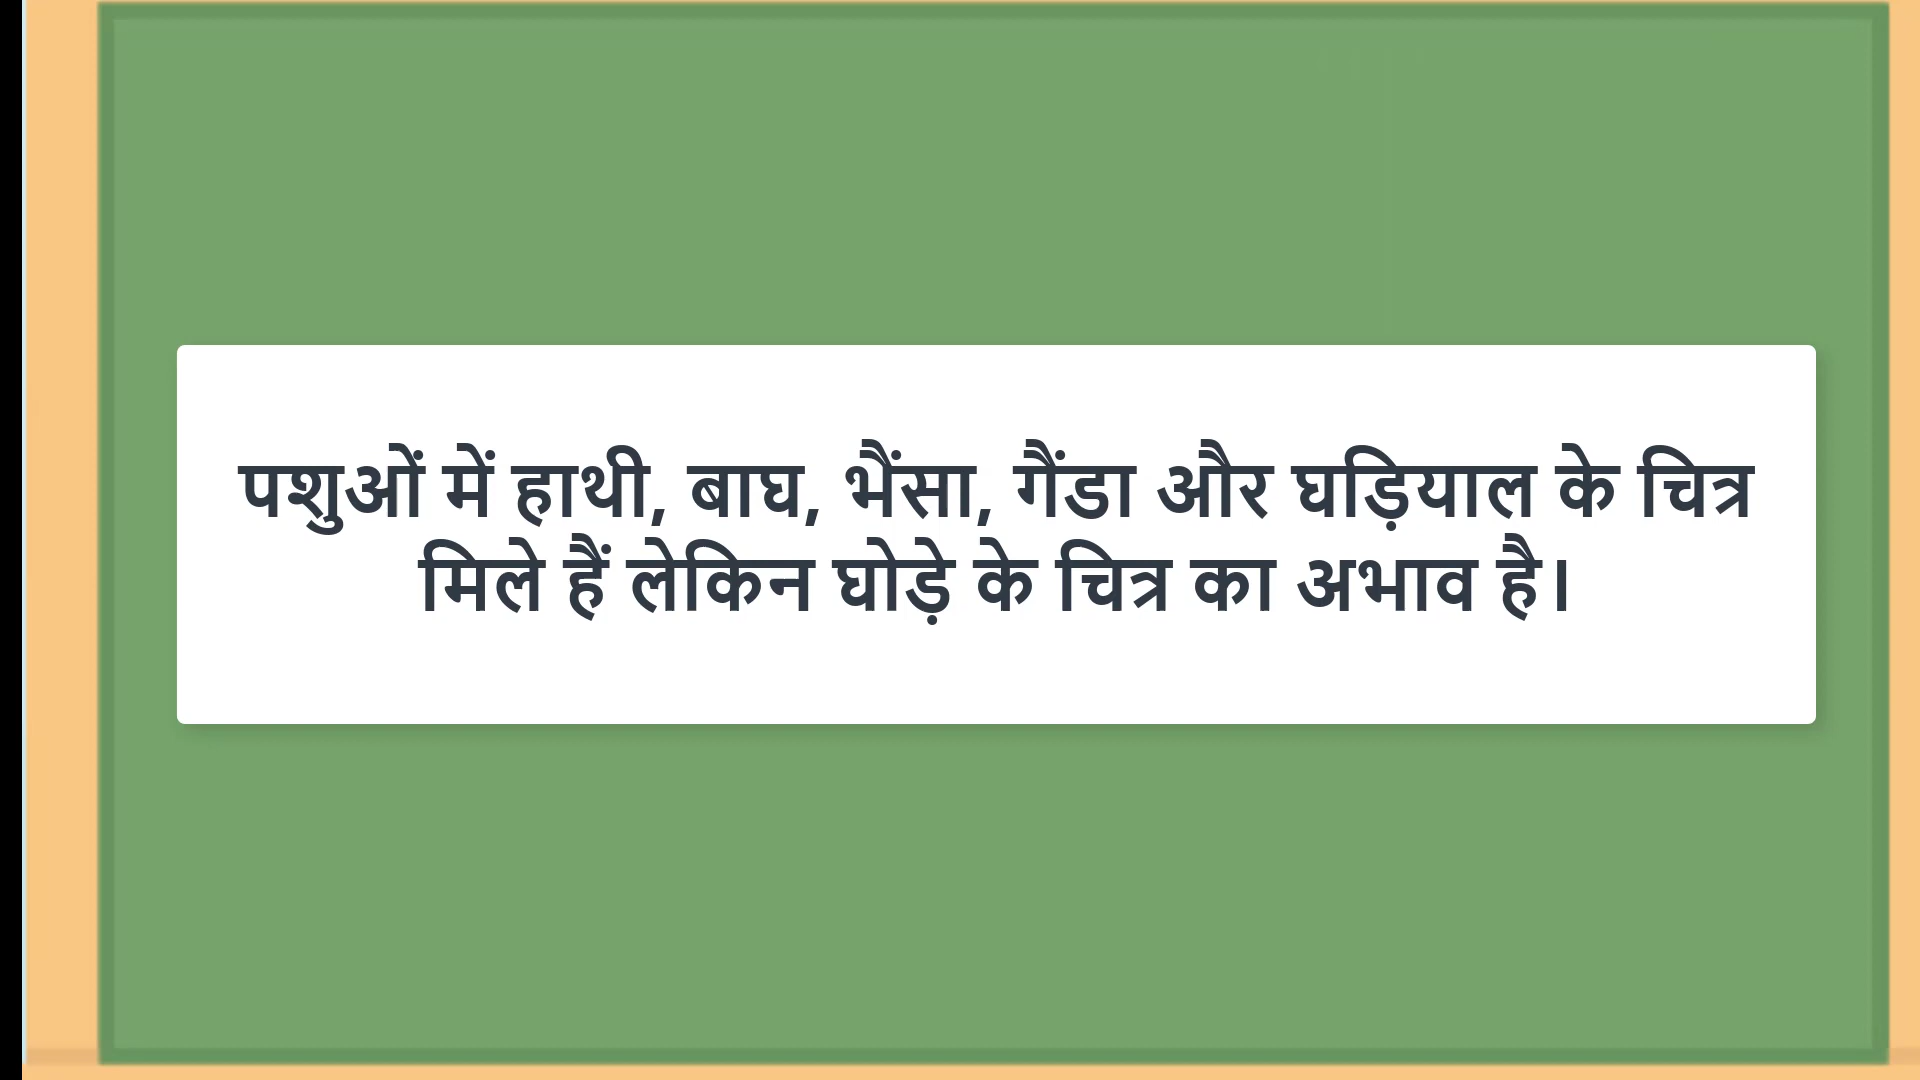 पशुओं में हाथी, बाघ, भैंसा, गैंडा और घड़ियाल के चित्र
मिले हैं लेकिन घोड़े के चित्र का अभाव है।